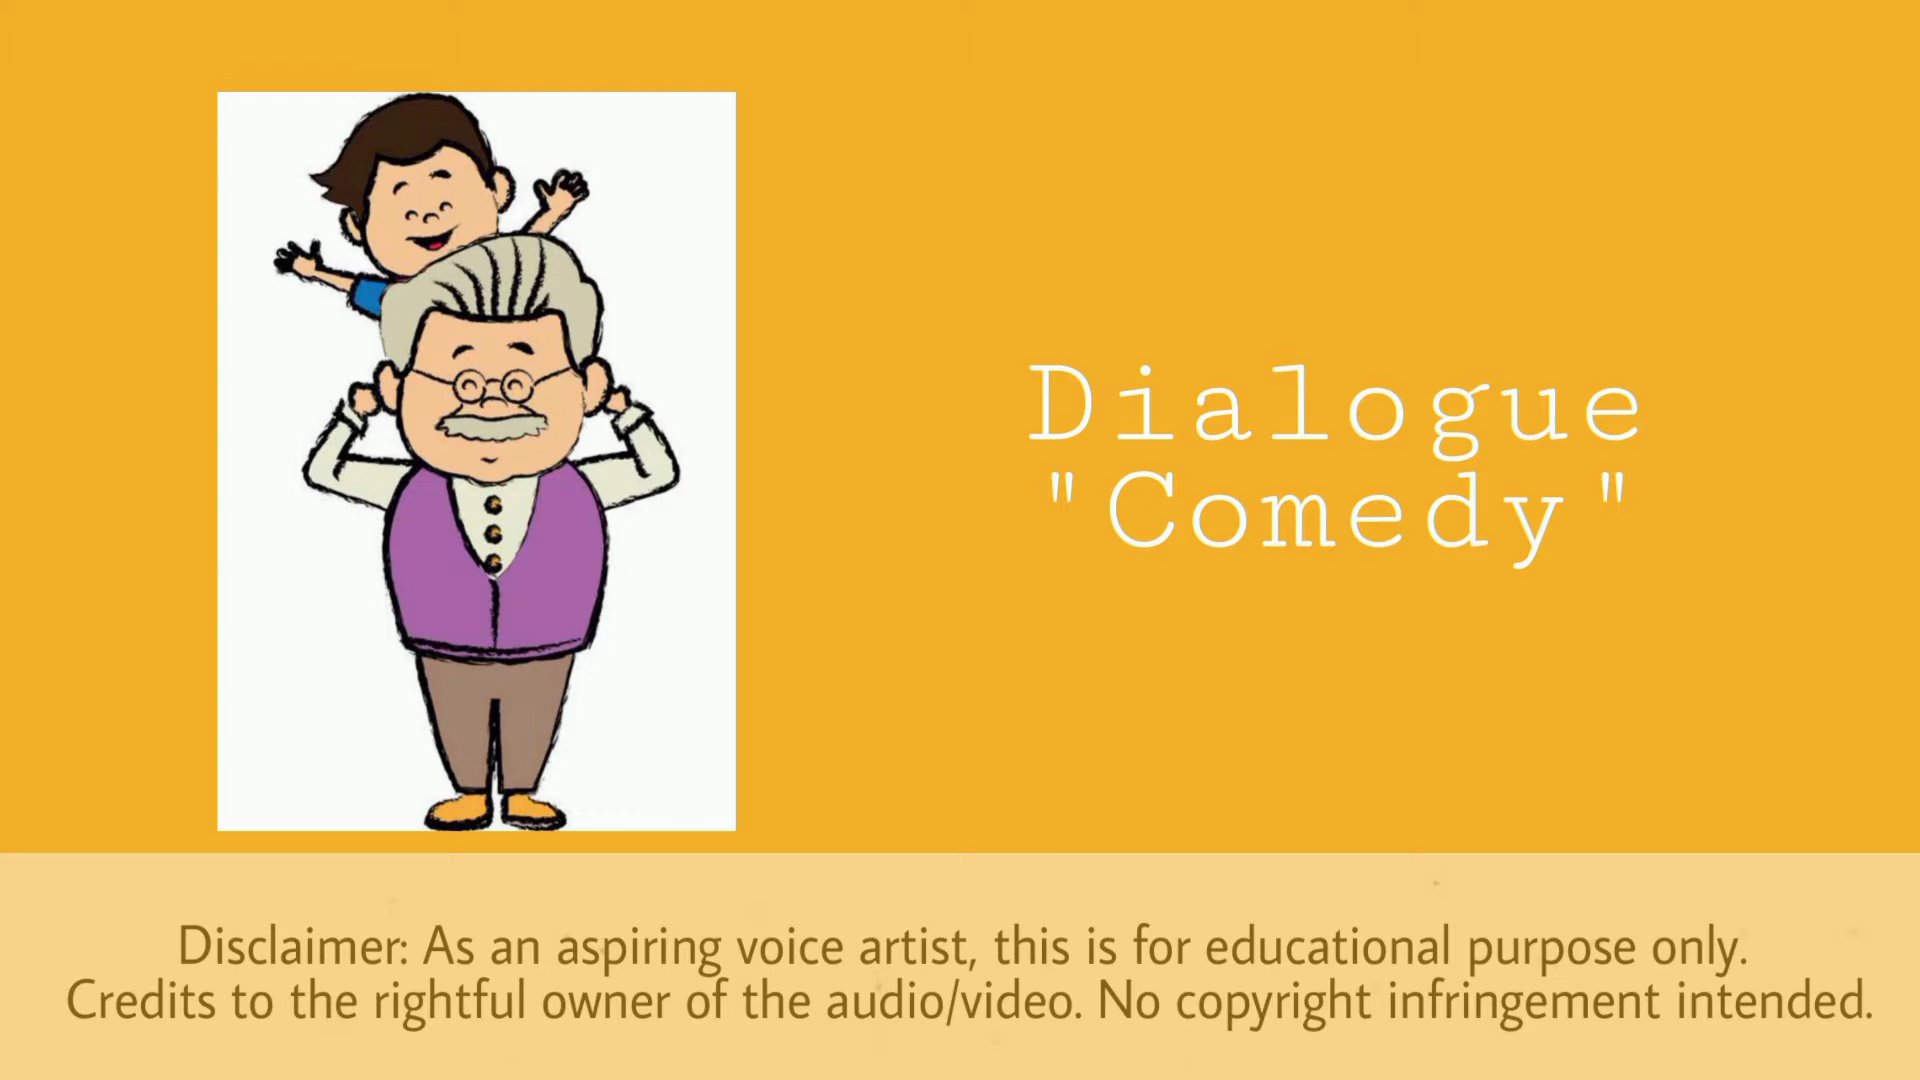 Dialogue
"Comedy"
Disclaimer: As an aspiring voice artist, this is for educational purpose only.
Credits to the rightful owner of the audio/video. No copyright infringement intended.